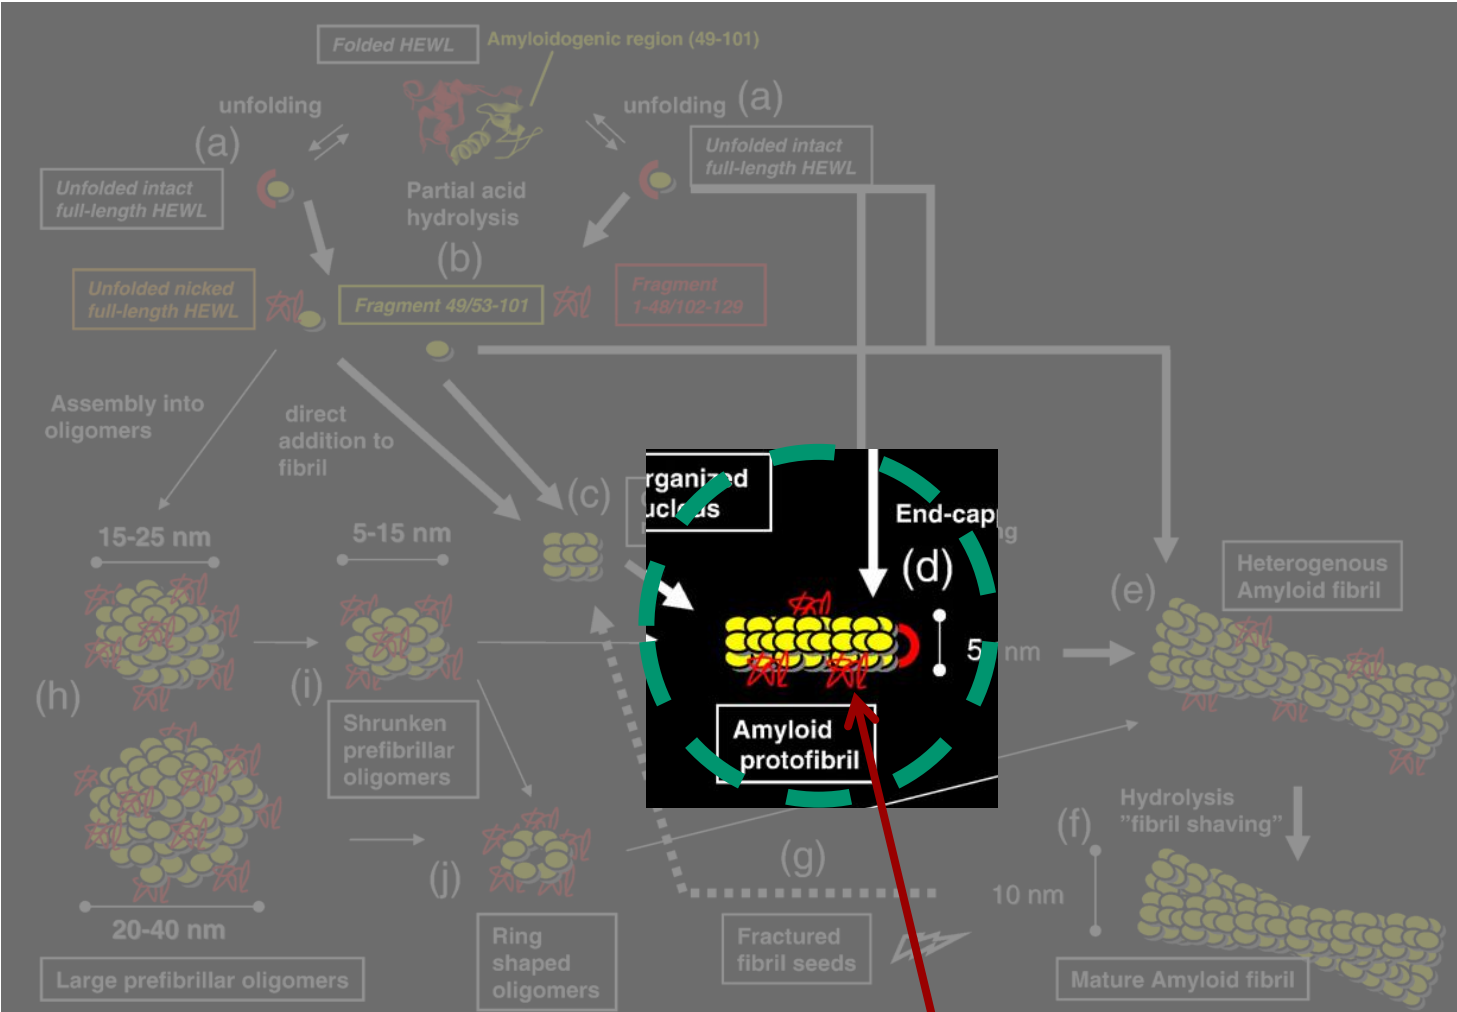 Folded HEWL
Amyloidogenic region (49-101)
unfolding
(a)
unfolding
(a)
Unfolded intact
full-length HEWL
Unfolded intact
full-length HEWL
Partial acid
hydrolysis
(b)
Unfolded nicked
full-length HEWL
Fragment 49/53-101
Fragment
1-48/102-129
Assembly into
oligomers
direct
addition to
fibril
(c)
rganized
ucleus
End-capping
(d)
15-25 nm
5-15 nm
5 nm
Heterogenous
Amyloid fibril
(e)
(h)
(i)
Shrunken
prefibrillar
oligomers
Amyloid
protofibril
Hydrolysis
"fibril shaving"
(f)
(g)
(j)
10 nm
20-40 nm
Large prefibrillar oligomers
Ring
shaped
oligomers
Fractured
fibril seeds
Mature Amyloid fibril